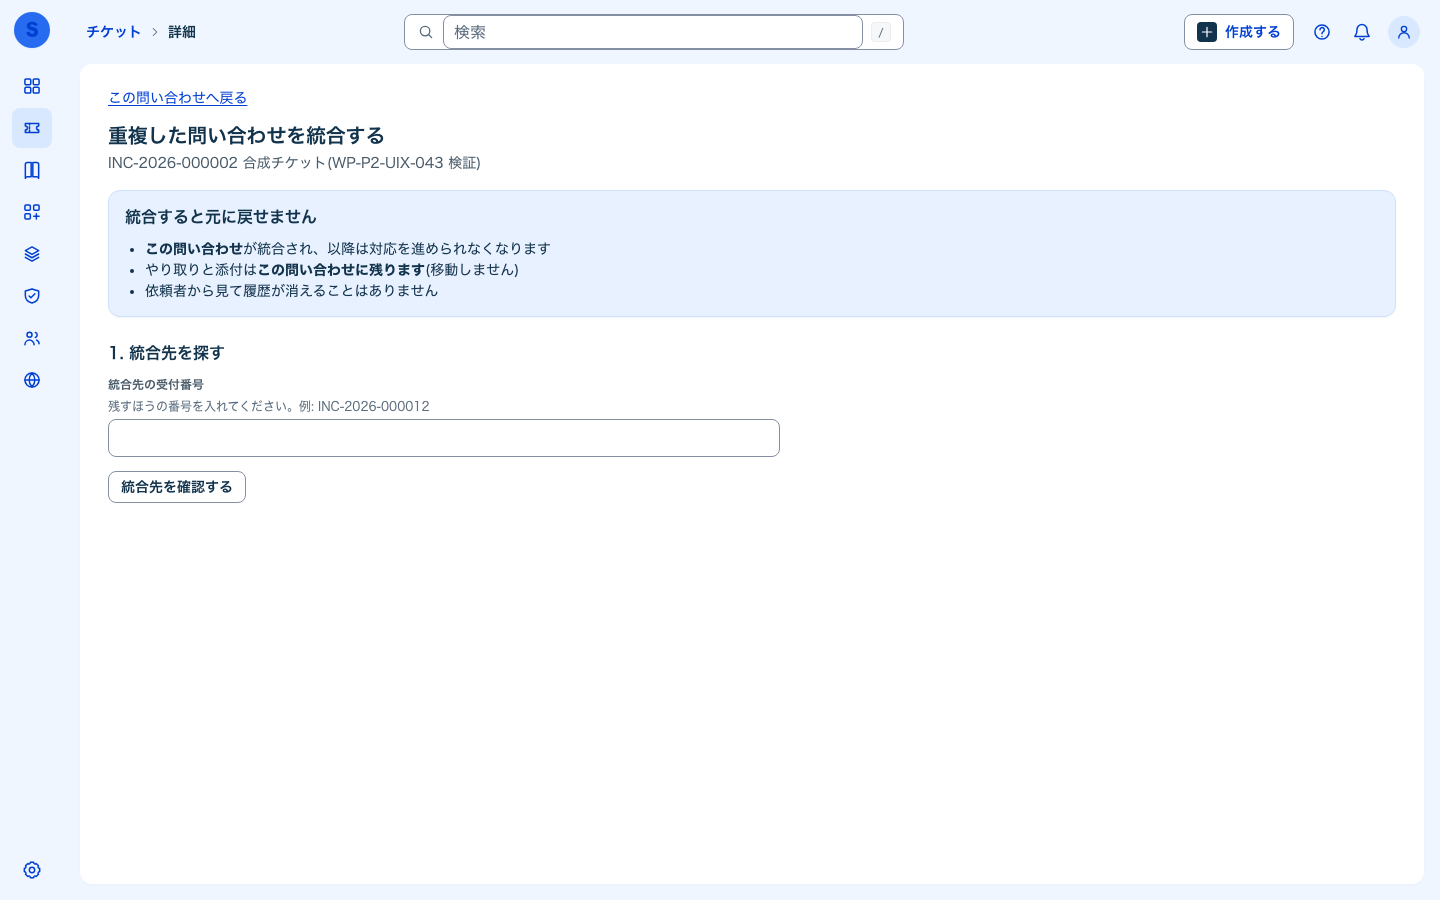 S
チケット > 詳細
検索
/
作成する
この問い合わせへ戻る
重複した問い合わせを統合する
INC-2026-000002 合成チケット(WP-P2-UIX-043 検証)
統合すると元に戻せません
• この問い合わせが統合され、以降は対応を進められなくなります
• やり取りと添付はこの問い合わせに残ります(移動しません)
• 依頼者から見て履歴が消えることはありません
1. 統合先を探す
統合先の受付番号
残すほうの番号を入れてください。例: INC-2026-000012
統合先を確認する